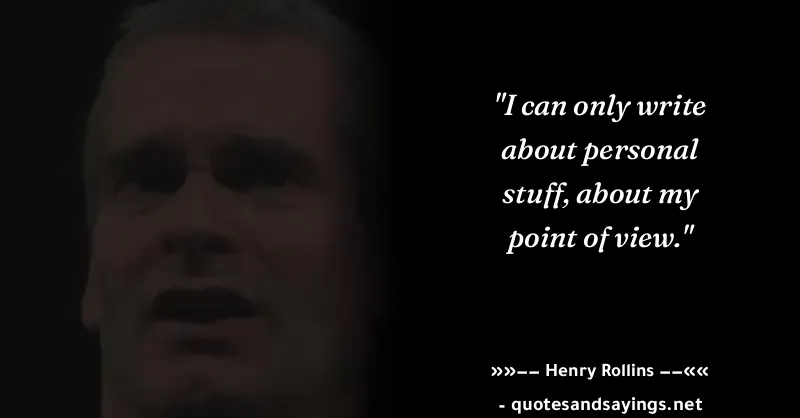 "I can only write
about personal
stuff, about my
point of view."
»»–– Henry Rollins ––««
- quotesandsayings.net